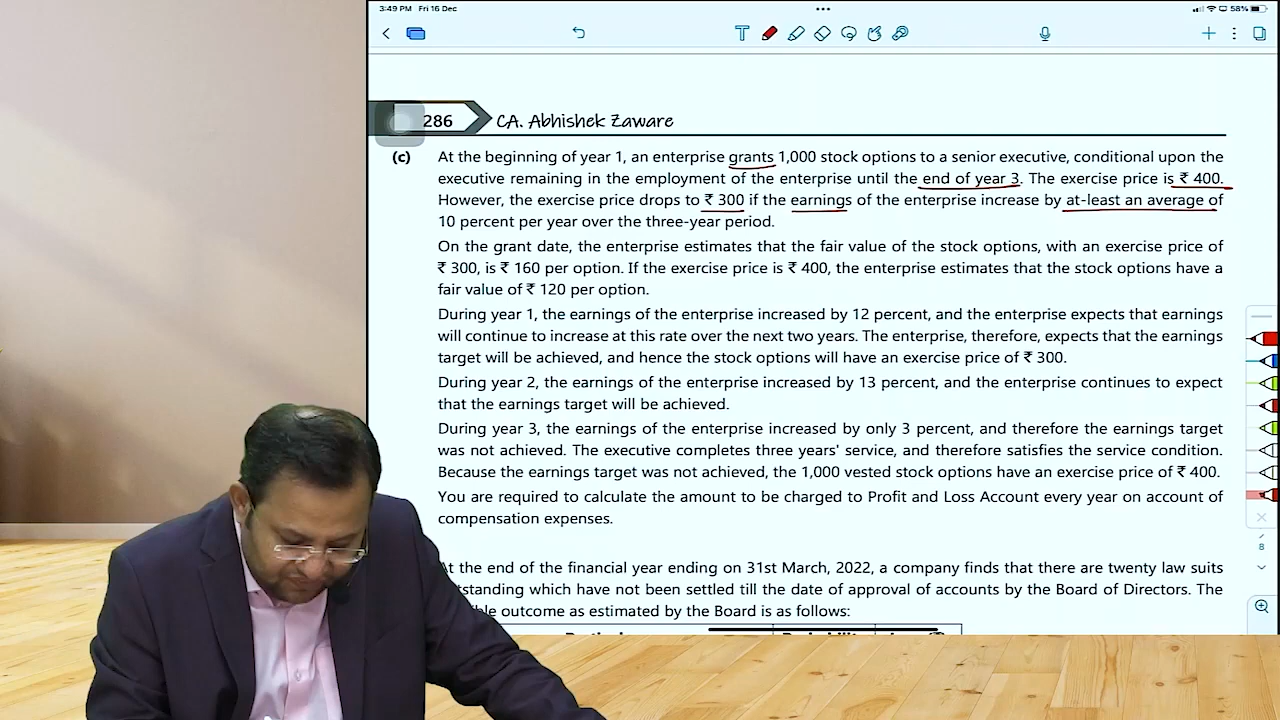 3:49 PM Fri 16 Dec
58%
286 CA. Abhishek Zaware
(c) At the beginning of year 1, an enterprise grants 1,000 stock options to a senior executive, conditional upon the
executive remaining in the employment of the enterprise until the end of year 3. The exercise price is ₹ 400.
However, the exercise price drops to ₹ 300 if the earnings of the enterprise increase by at-least an average of
10 percent per year over the three-year period.
On the grant date, the enterprise estimates that the fair value of the stock options, with an exercise price of
₹ 300, is ₹ 160 per option. If the exercise price is ₹ 400, the enterprise estimates that the stock options have a
fair value of ₹ 120 per option.
During year 1, the earnings of the enterprise increased by 12 percent, and the enterprise expects that earnings
will continue to increase at this rate over the next two years. The enterprise, therefore, expects that the earnings
target will be achieved, and hence the stock options will have an exercise price of ₹ 300.
During year 2, the earnings of the enterprise increased by 13 percent, and the enterprise continues to expect
that the earnings target will be achieved.
During year 3, the earnings of the enterprise increased by only 3 percent, and therefore the earnings target
was not achieved. The executive completes three years' service, and therefore satisfies the service condition.
Because the earnings target was not achieved, the 1,000 vested stock options have an exercise price of ₹ 400.
You are required to calculate the amount to be charged to Profit and Loss Account every year on account of
compensation expenses.
At the end of the financial year ending on 31st March, 2022, a company finds that there are twenty law suits
which have not been settled till the date of approval of accounts by the Board of Directors. The
outcome as estimated by the Board is as follows:
8